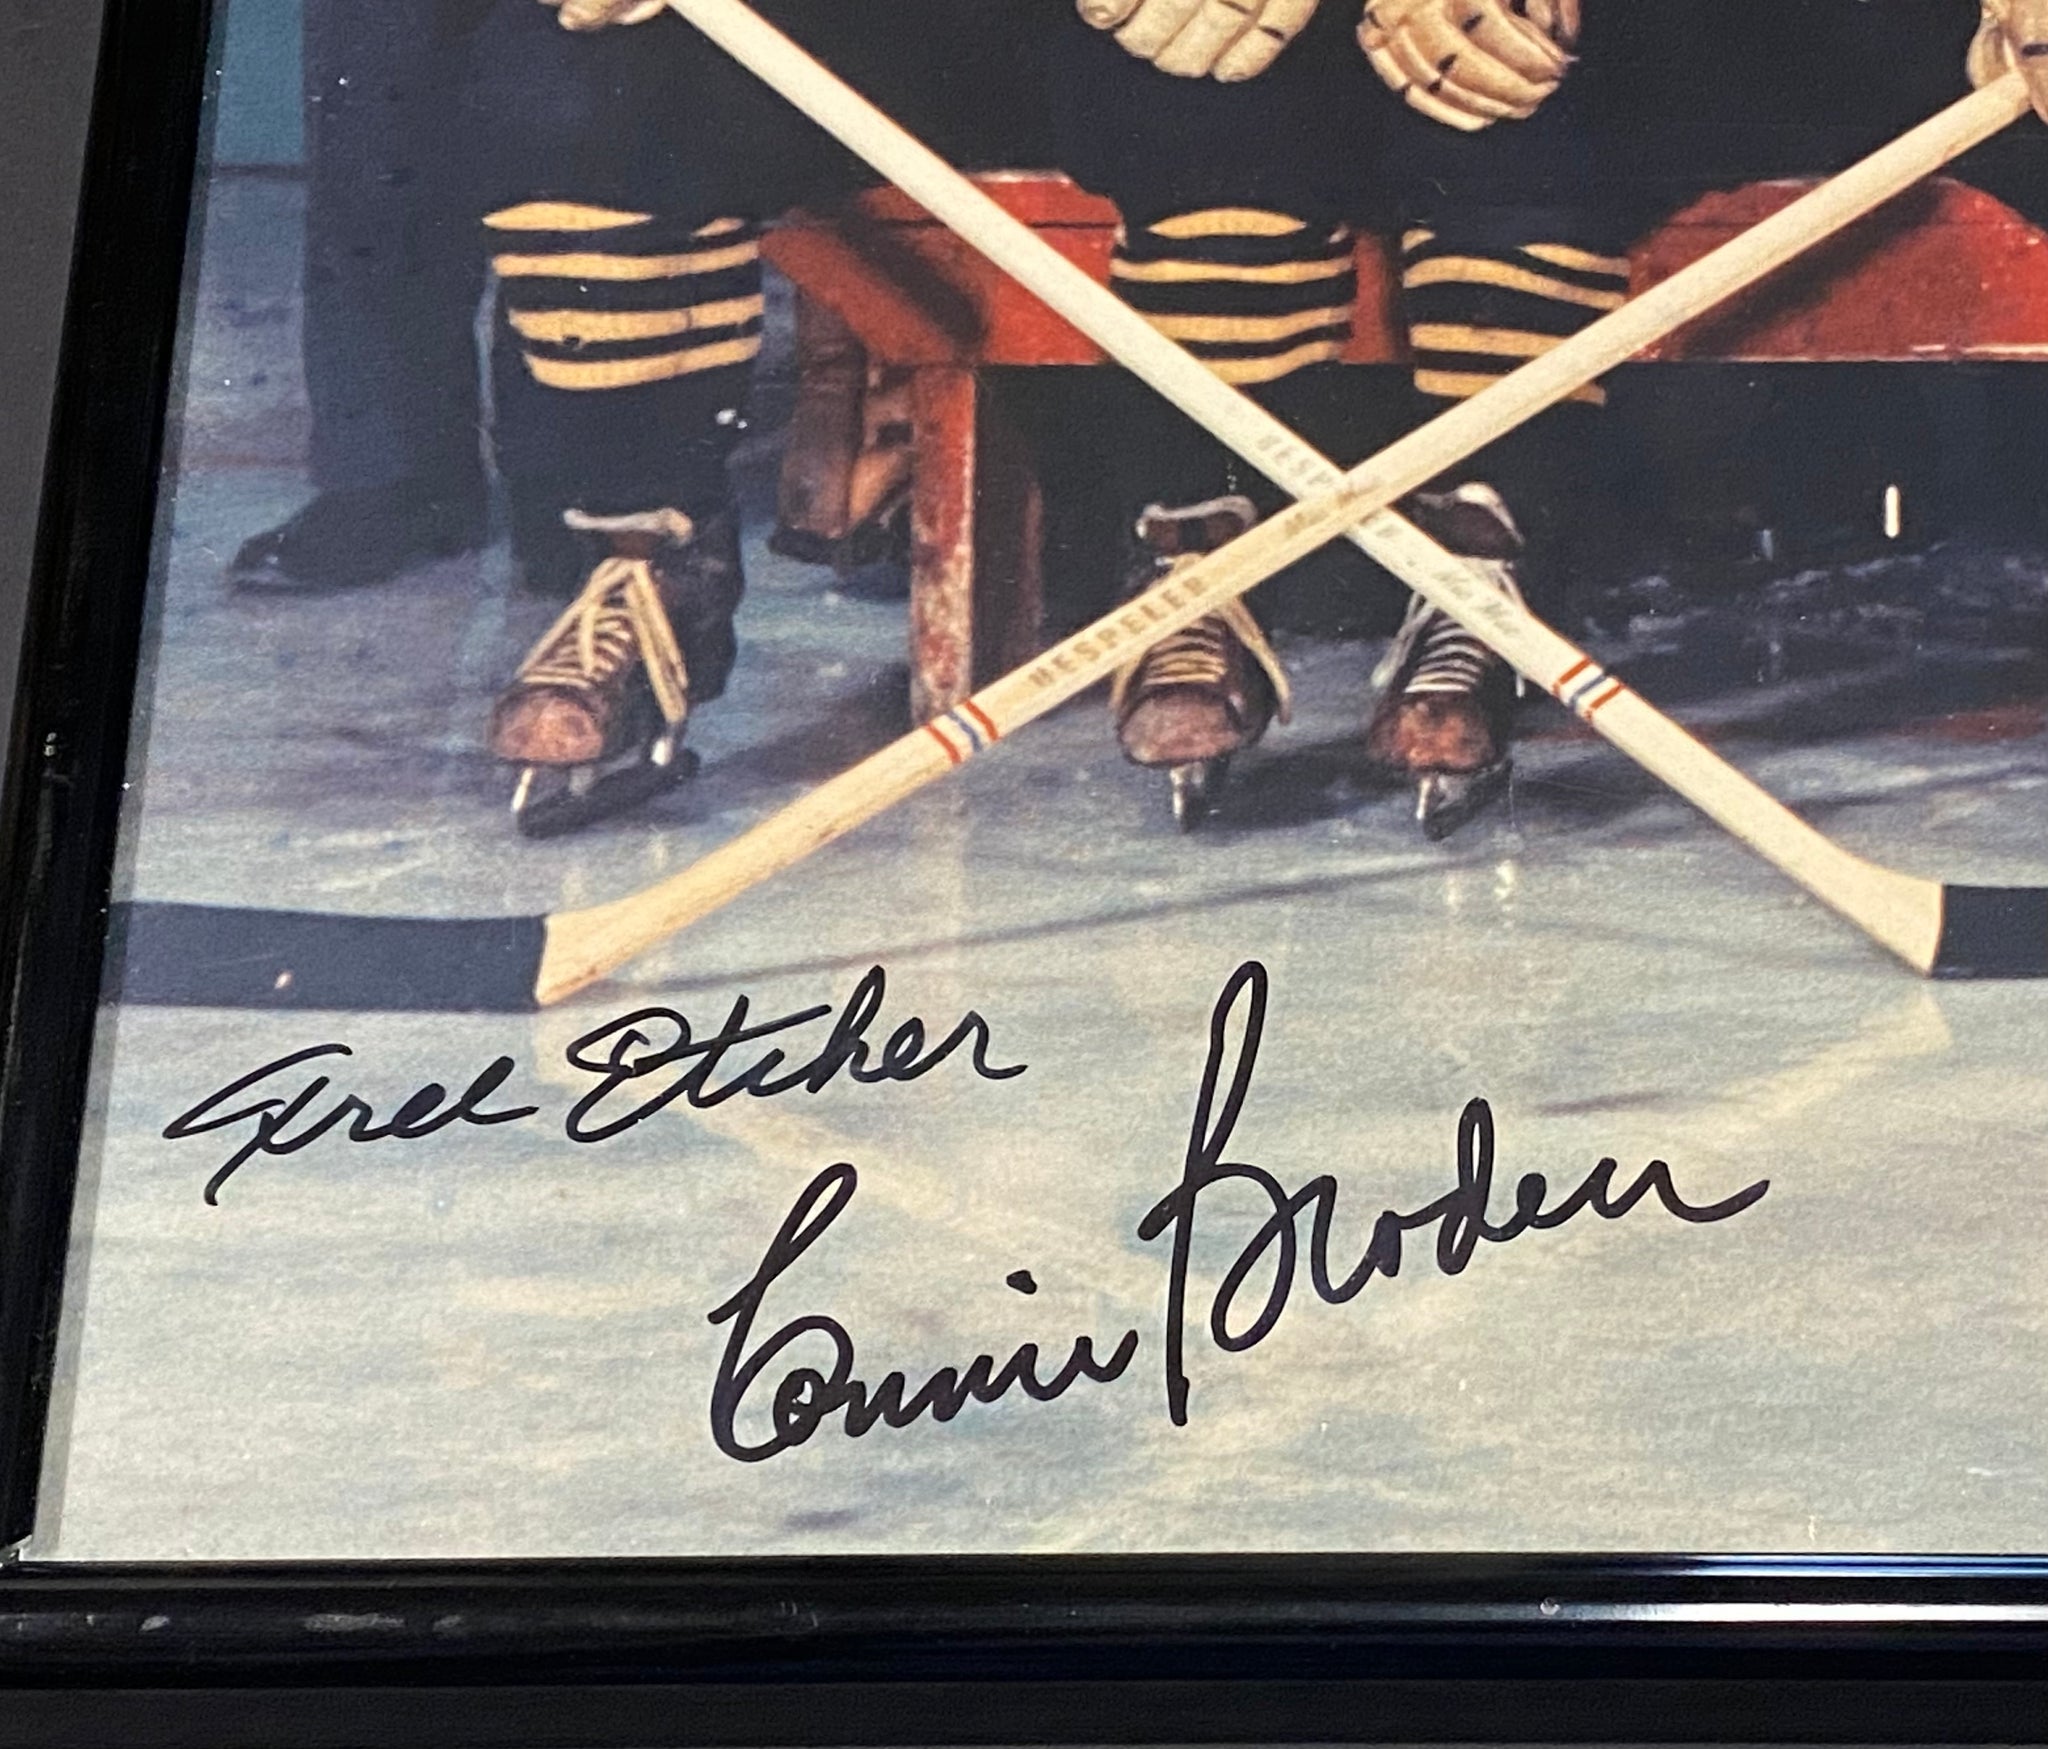 HESPELER
HESPELER
Fred Etcher
Connie Broden